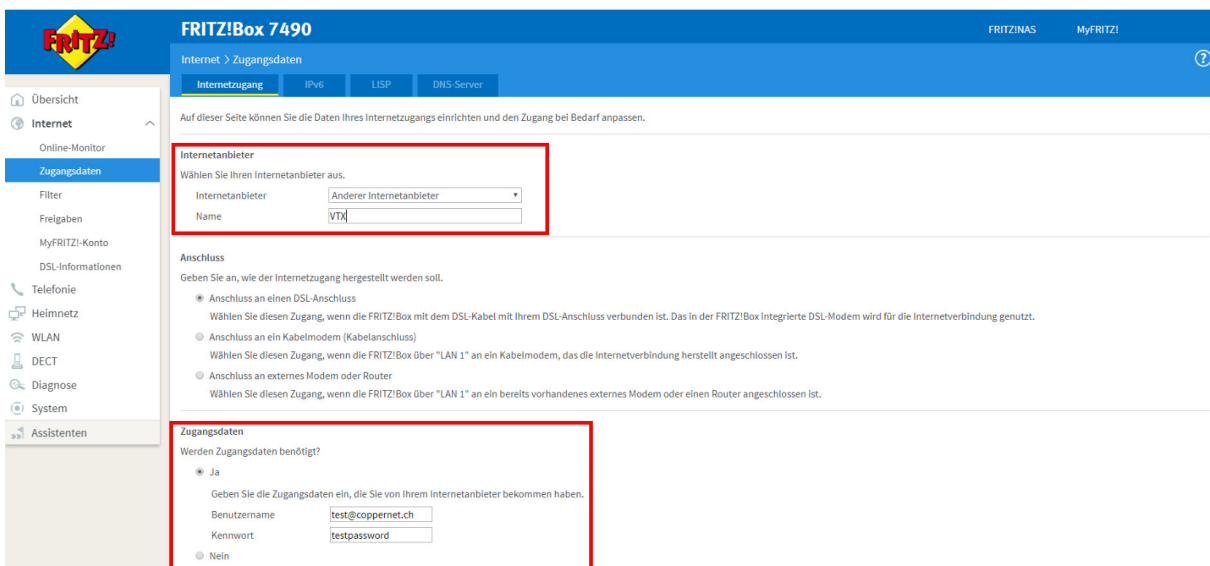 FRITZ!
FRITZ!Box 7490
FRITZ!NAS
MyFRITZ!
Internet > Zugangsdaten
?
Internetzugang
IPv6
LISP
DNS-Server
Übersicht
Internet
Online-Monitor
Zugangsdaten
Filter
Freigaben
MyFRITZ!-Konto
DSL-Informationen
Telefonie
Heimnetz
WLAN
DECT
Diagnose
System
Assistenten
Auf dieser Seite können Sie die Daten Ihres Internetzugangs einrichten und den Zugang bei Bedarf anpassen.
Internetanbieter
Wählen Sie Ihren Internetanbieter aus.
Internetanbieter Anderer Internetanbieter
Name VTX
Anschluss
Geben Sie an, wie der Internetzugang hergestellt werden soll.
Anschluss an einen DSL-Anschluss
Wählen Sie diesen Zugang, wenn die FRITZ!Box mit dem DSL-Kabel mit Ihrem DSL-Anschluss verbunden ist. Das in der FRITZ!Box integrierte DSL-Modem wird für die Internetverbindung genutzt.
Anschluss an ein Kabelmodem (Kabelanschluss)
Wählen Sie diesen Zugang, wenn die FRITZ!Box über "LAN 1" an ein Kabelmodem, das die Internetverbindung herstellt angeschlossen ist.
Anschluss an externes Modem oder Router
Wählen Sie diesen Zugang, wenn die FRITZ!Box über "LAN 1" an ein bereits vorhandenes externes Modem oder einen Router angeschlossen ist.
Zugangsdaten
Werden Zugangsdaten benötigt?
Ja
Geben Sie die Zugangsdaten ein, die Sie von Ihrem Internetanbieter bekommen haben.
Benutzername test@coppernet.ch
Kennwort testpassword
Nein